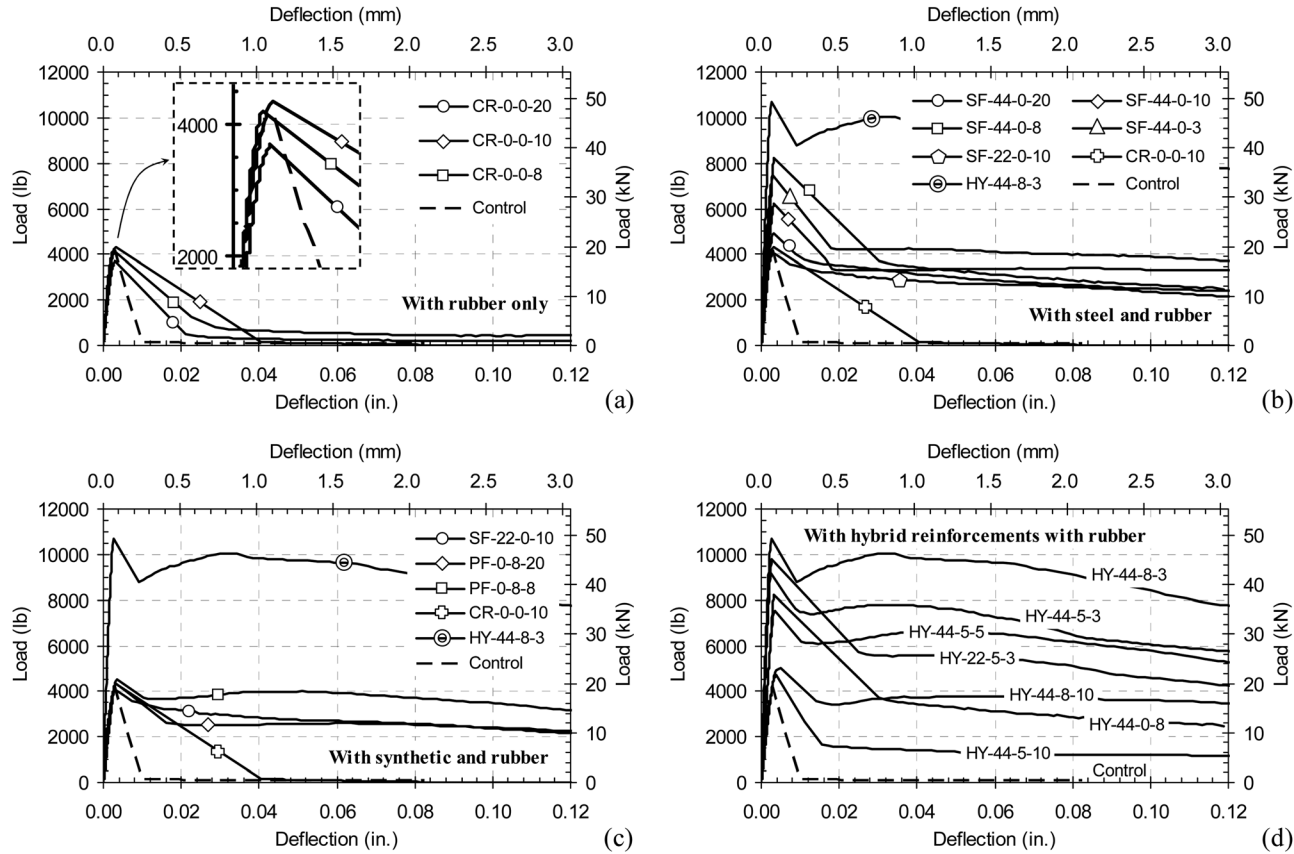 Deflection (mm)
0.0 0.5 1.0 1.5 2.0 2.5 3.0
12000
10000
8000
6000
4000
2000
0
Load (lb)
50
40
30
20
10
0
Load (kN)
4000
2000
CR-0-0-20
CR-0-0-10
CR-0-0-8
Control
With rubber only
0.00 0.02 0.04 0.06 0.08 0.10 0.12
Deflection (in.)
(a)
Deflection (mm)
0.0 0.5 1.0 1.5 2.0 2.5 3.0
12000
10000
8000
6000
4000
2000
0
Load (lb)
50
40
30
20
10
0
Load (kN)
SF-44-0-20 SF-44-0-10
SF-44-0-8 SF-44-0-3
SF-22-0-10 CR-0-0-10
HY-44-8-3 Control
With steel and rubber
0.00 0.02 0.04 0.06 0.08 0.10 0.12
Deflection (in.)
(b)
Deflection (mm)
0.0 0.5 1.0 1.5 2.0 2.5 3.0
12000
10000
8000
6000
4000
2000
0
Load (lb)
50
40
30
20
10
0
Load (kN)
SF-22-0-10
PF-0-8-20
PF-0-8-8
CR-0-0-10
HY-44-8-3
Control
With synthetic and rubber
0.00 0.02 0.04 0.06 0.08 0.10 0.12
Deflection (in.)
(c)
Deflection (mm)
0.0 0.5 1.0 1.5 2.0 2.5 3.0
12000
10000
8000
6000
4000
2000
0
Load (lb)
50
40
30
20
10
0
Load (kN)
With hybrid reinforcements with rubber
HY-44-8-3
HY-44-5-3
HY-44-5-5
HY-22-5-3
HY-44-8-10
HY-44-0-8
HY-44-5-10
Control
0.00 0.02 0.04 0.06 0.08 0.10 0.12
Deflection (in.)
(d)